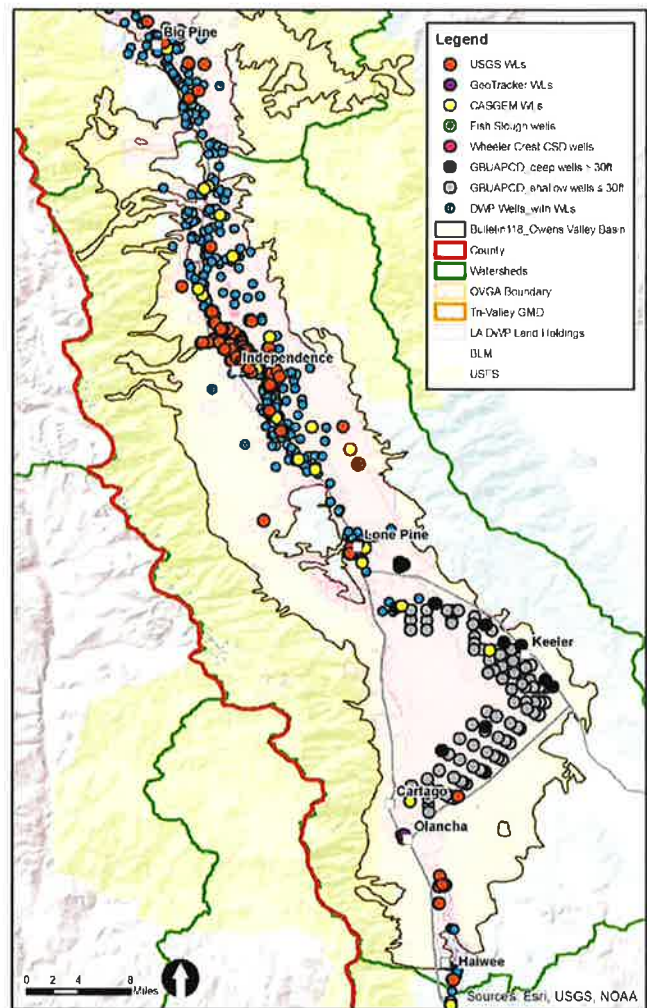 Big Pine
Legend
USGS WLs
GeoTracker WLs
CASGEM WLs
Fish Slough wells
Wheeler Crest CSD wells
GBUAPCD_deep wells > 30ft
GBUAPCD_shallow wells ≤ 30ft
DWP Wells_with WLs
Bulletin118_Owens Valley Basin
County
Watersheds
OVGA Boundary
Tri-Valley GMD
LA DWP Land Holdings
BLM
USFS
Independence
Lone Pine
Keeler
Cartago
Olancha
Haiwee
0 2 4 8
Miles
Sources: Esri, USGS, NOAA